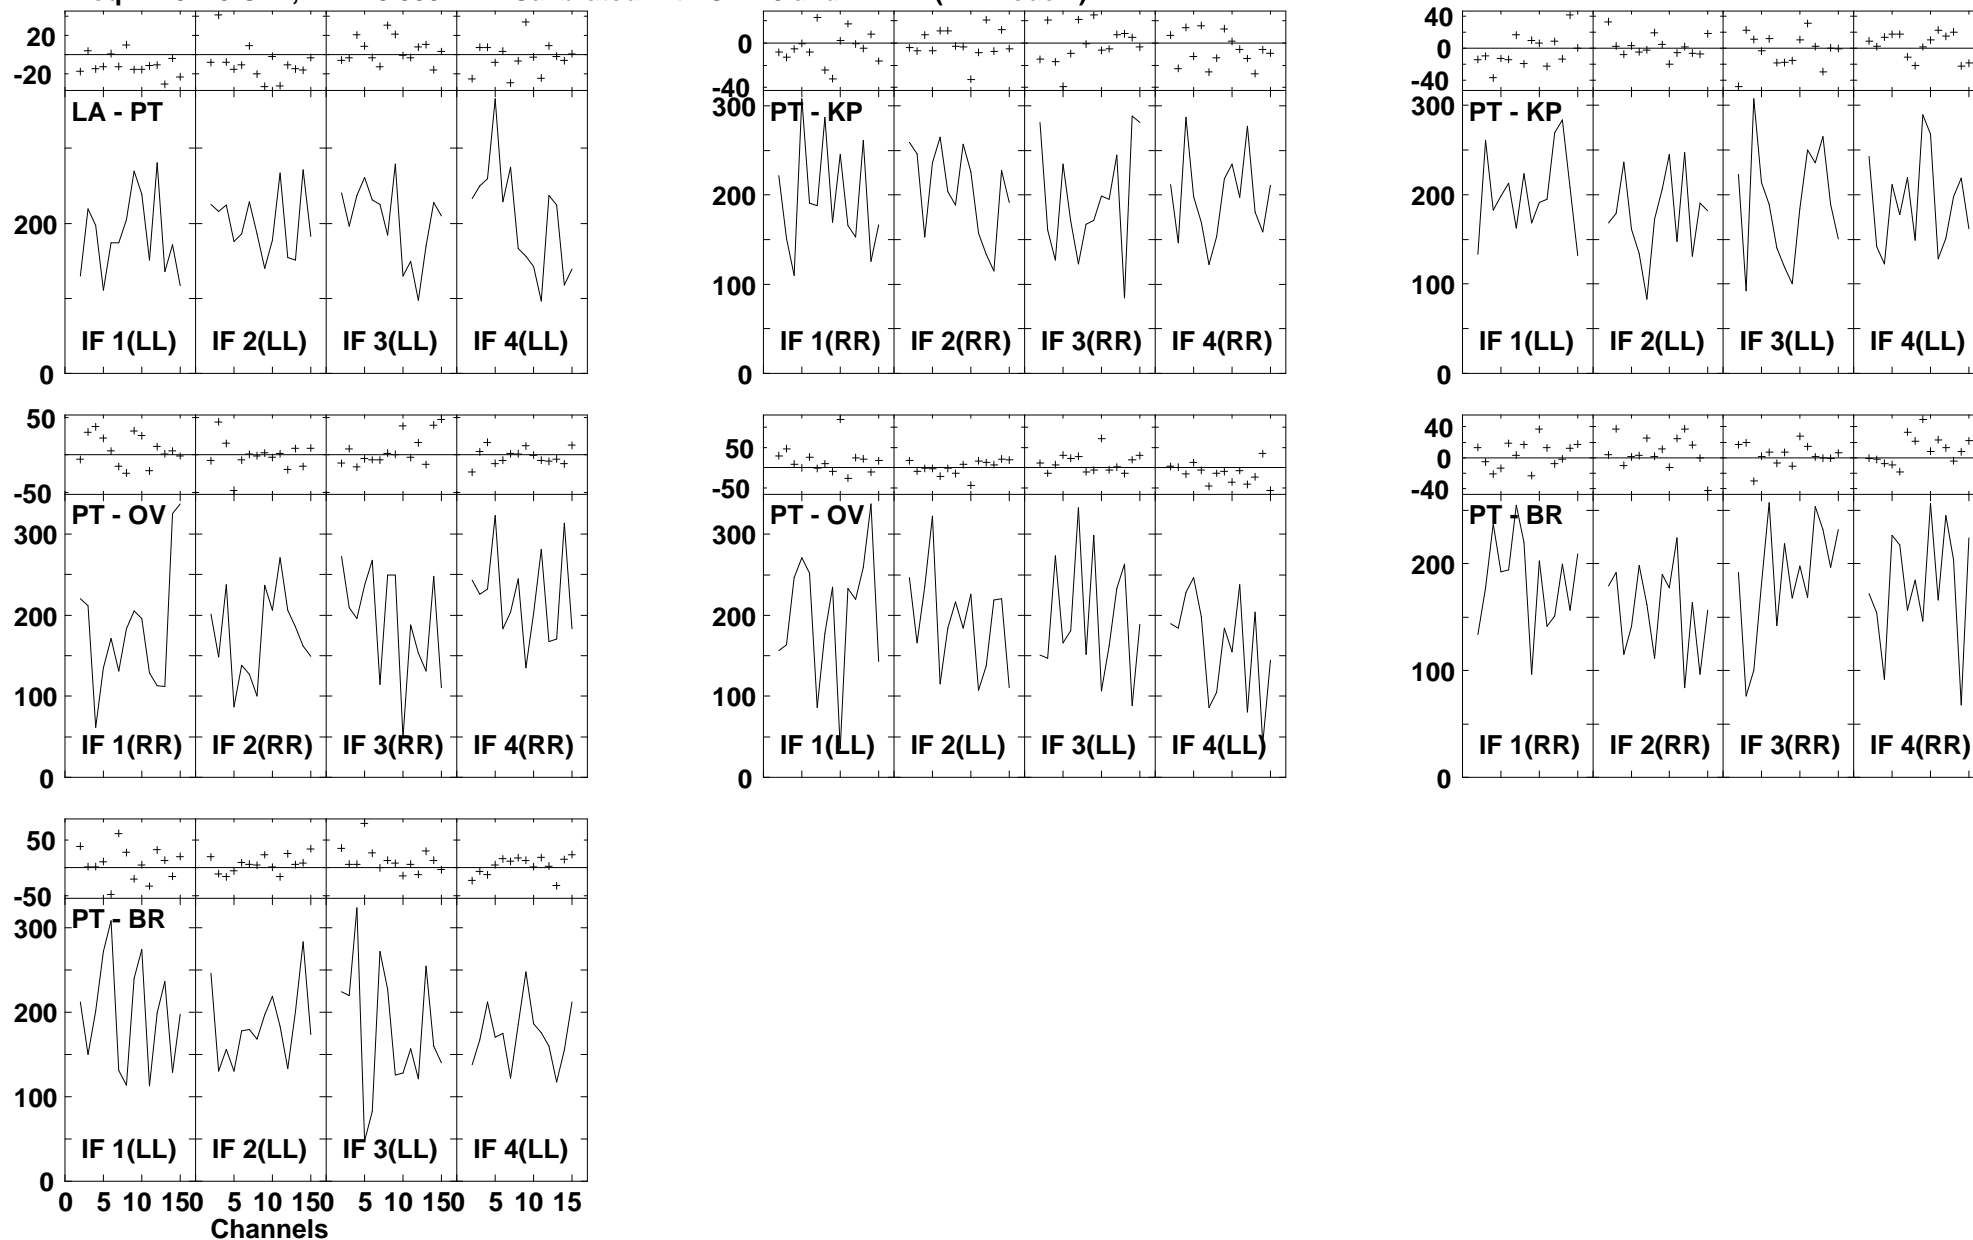 20
-20
LA - PT
200
0
IF 1(LL) IF 2(LL) IF 3(LL) IF 4(LL)
0
-40
300
PT - KP
200
100
0
IF 1(RR) IF 2(RR) IF 3(RR) IF 4(RR)
40
0
-40
300
PT - KP
200
100
0
IF 1(LL) IF 2(LL) IF 3(LL) IF 4(LL)
50
-50
300
PT - OV
200
100
0
IF 1(RR) IF 2(RR) IF 3(RR) IF 4(RR)
50
-50
300
PT - OV
200
100
0
IF 1(LL) IF 2(LL) IF 3(LL) IF 4(LL)
40
0
-40
PT - BR
200
100
0
IF 1(RR) IF 2(RR) IF 3(RR) IF 4(RR)
50
-50
300
PT - BR
200
100
0
IF 1(LL) IF 2(LL) IF 3(LL) IF 4(LL)
0 5 10 150 5 10 150 5 10 150 5 10 15
Channels